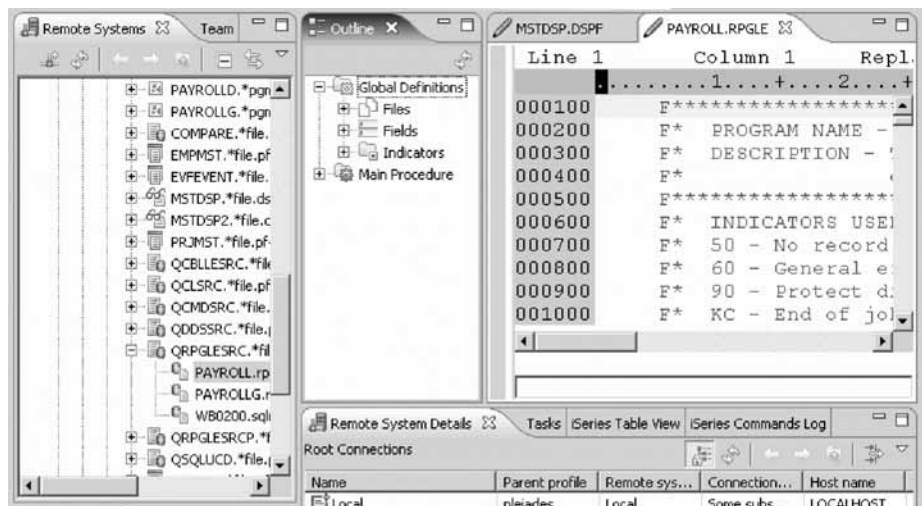 Remote Systems Team
PAYROLLD.*pgm
PAYROLLG.*pgm
COMPARE.*file.
EMPMST.*file.pf
EVFEVENT.*file.
MSTDSP.*file.ds
MSTDSP2.*file.c
PRJMST.*file.pf-
QCBLLESRC.*file
QCLSRC.*file.pf
QCMDSRC.*file.
QDDSSRC.*file.
QRPGLESRC.*fil
PAYROLL.rp
PAYROLLG.r
WB0200.sql
QRPGLESRCP.*f
QSQLUCD.*file.
Outline
Global Definitions
Files
Fields
Indicators
Main Procedure
MSTDSP.DSPF PAYROLL.RPGLE
Line 1 Column 1 Repl
.........1....+....2....+
000100 F*****************
000200 F* PROGRAM NAME -
000300 F* DESCRIPTION -
000400 F*
000500 F*****************
000600 F* INDICATORS USE
000700 F* 50 - No record
000800 F* 60 - General e
000900 F* 90 - Protect d
001000 F* KC - End of jo
Remote System Details Tasks iSeries Table View iSeries Commands Log
Root Connections
Name Parent profile Remote sys... Connection... Host name
Local pleiades Local Some subs LOCALHOST